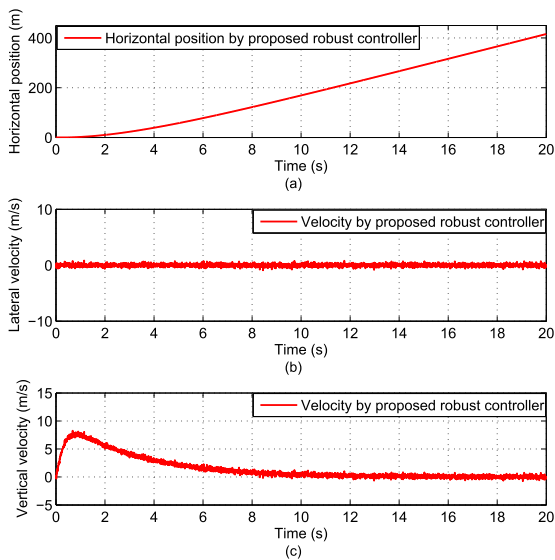 Horizontal position (m)
400
200
0
Horizontal position by proposed robust controller
0 2 4 6 8 10 12 14 16 18 20
Time (s)
(a)
Lateral velocity (m/s)
10
0
−10
Velocity by proposed robust controller
0 2 4 6 8 10 12 14 16 18 20
Time (s)
(b)
Vertical velocity (m/s)
15
10
5
0
−5
Velocity by proposed robust controller
0 2 4 6 8 10 12 14 16 18 20
Time (s)
(c)